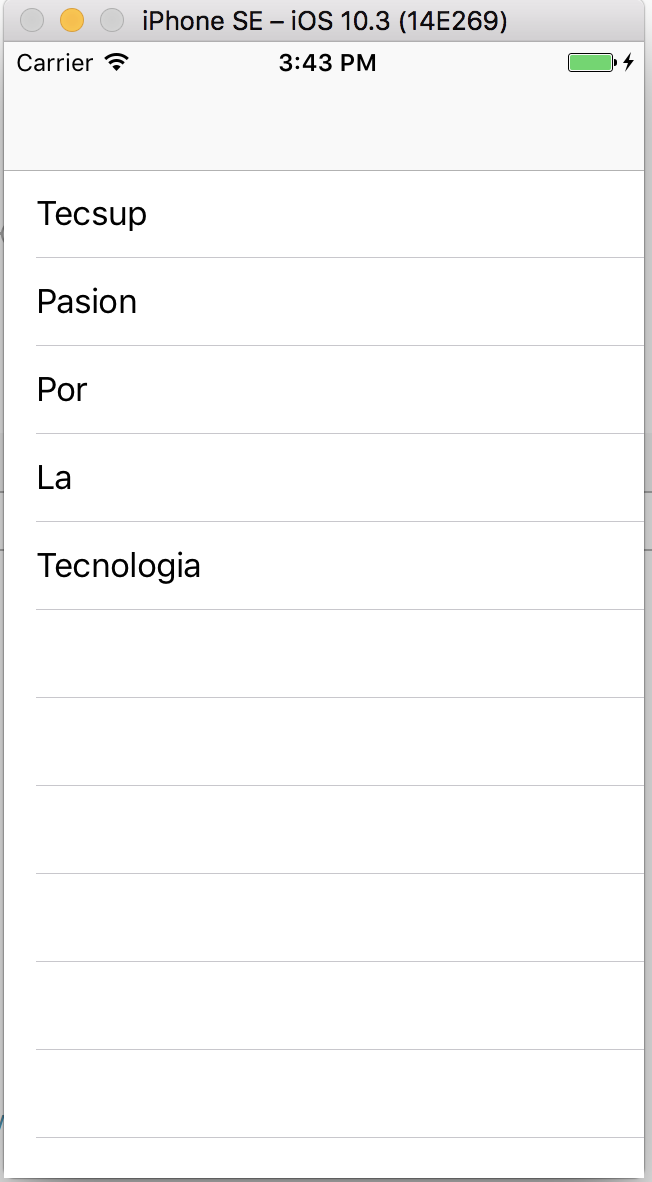 iPhone SE – iOS 10.3 (14E269)
Carrier 3:43 PM
Tecsup
Pasion
Por
La
Tecnologia